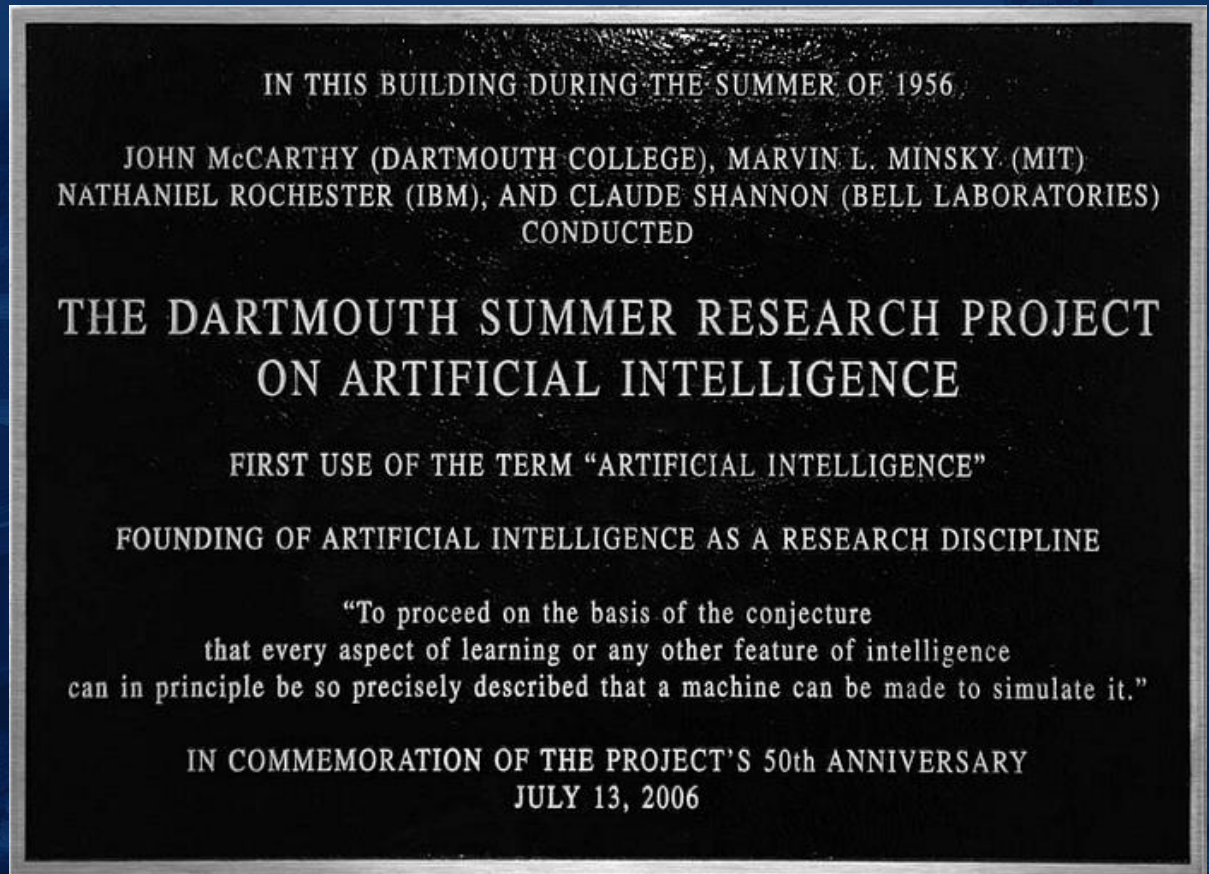 IN THIS BUILDING DURING THE SUMMER OF 1956
JOHN McCARTHY (DARTMOUTH COLLEGE), MARVIN L. MINSKY (MIT)
NATHANIEL ROCHESTER (IBM), AND CLAUDE SHANNON (BELL LABORATORIES)
CONDUCTED
THE DARTMOUTH SUMMER RESEARCH PROJECT
ON ARTIFICIAL INTELLIGENCE
FIRST USE OF THE TERM “ARTIFICIAL INTELLIGENCE”
FOUNDING OF ARTIFICIAL INTELLIGENCE AS A RESEARCH DISCIPLINE
“To proceed on the basis of the conjecture
that every aspect of learning or any other feature of intelligence
can in principle be so precisely described that a machine can be made to simulate it.”
IN COMMEMORATION OF THE PROJECT’S 50th ANNIVERSARY
JULY 13, 2006